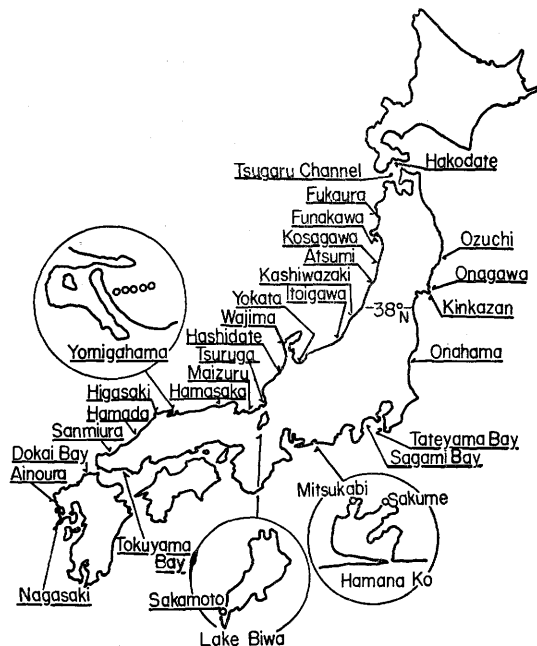 Hakodate
Tsugaru Channel
Fukaura
Funakawa
Kosagawa
Atsumi
Kashiwazaki
Itoigawa
Yokata
Wajima
Hashidate
Tsuruga
Maizuru
Hamasaka
Yomigahama
Higasaki
Hamada
Sanmiura
Dokai Bay
Ainoura
Nagasaki
Tokuyama
Bay
Ozuchi
Onagawa
Kinkazan
38°
N
Onahama
Tateyama Bay
Sagami Bay
Mitsukabi
Sakume
Hamana Ko
Sakamoto
Lake Biwa